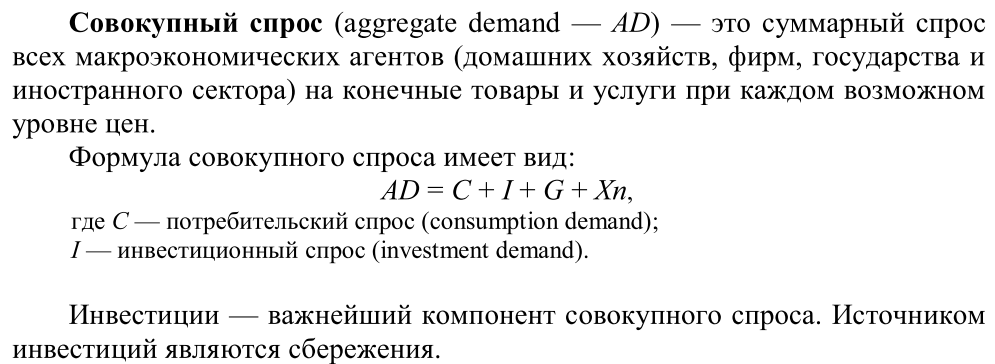 Совокупный спрос (aggregate demand — AD) — это суммарный спрос
всех макроэкономических агентов (домашних хозяйств, фирм, государства и
иностранного сектора) на конечные товары и услуги при каждом возможном
уровне цен.
Формула совокупного спроса имеет вид:
AD = C + I + G + Xn,
где C — потребительский спрос (consumption demand);
I — инвестиционный спрос (investment demand).
Инвестиции — важнейший компонент совокупного спроса. Источником
инвестиций являются сбережения.